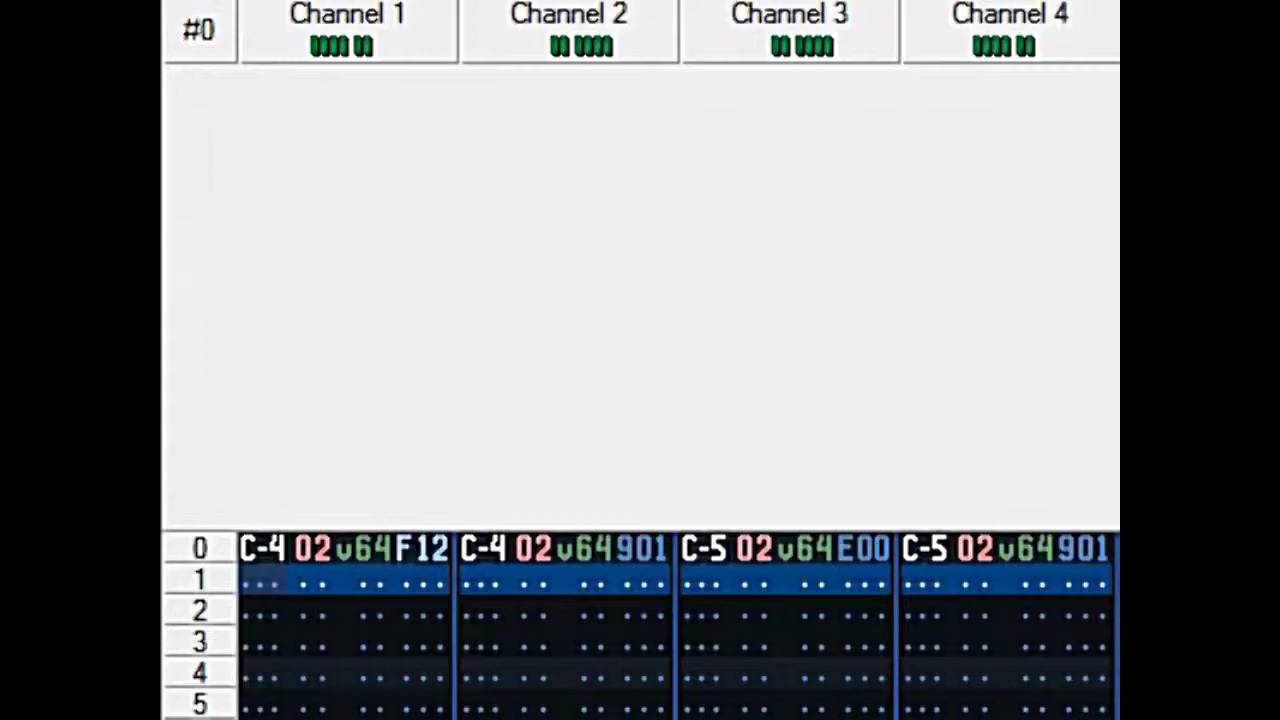 #0 Channel 1 Channel 2 Channel 3 Channel 4
0 C-4 02 v64 F12 C-4 02 v64 901 C-5 02 v64 E00 C-5 02 v64 901
1 ... .. .. ... ... .. .. ... ... .. .. ... ... .. .. ...
2 ... .. .. ... ... .. .. ... ... .. .. ... ... .. .. ...
3 ... .. .. ... ... .. .. ... ... .. .. ... ... .. .. ...
4 ... .. .. ... ... .. .. ... ... .. .. ... ... .. .. ...
5 ... .. .. ... ... .. .. ... ... .. .. ... ... .. .. ...